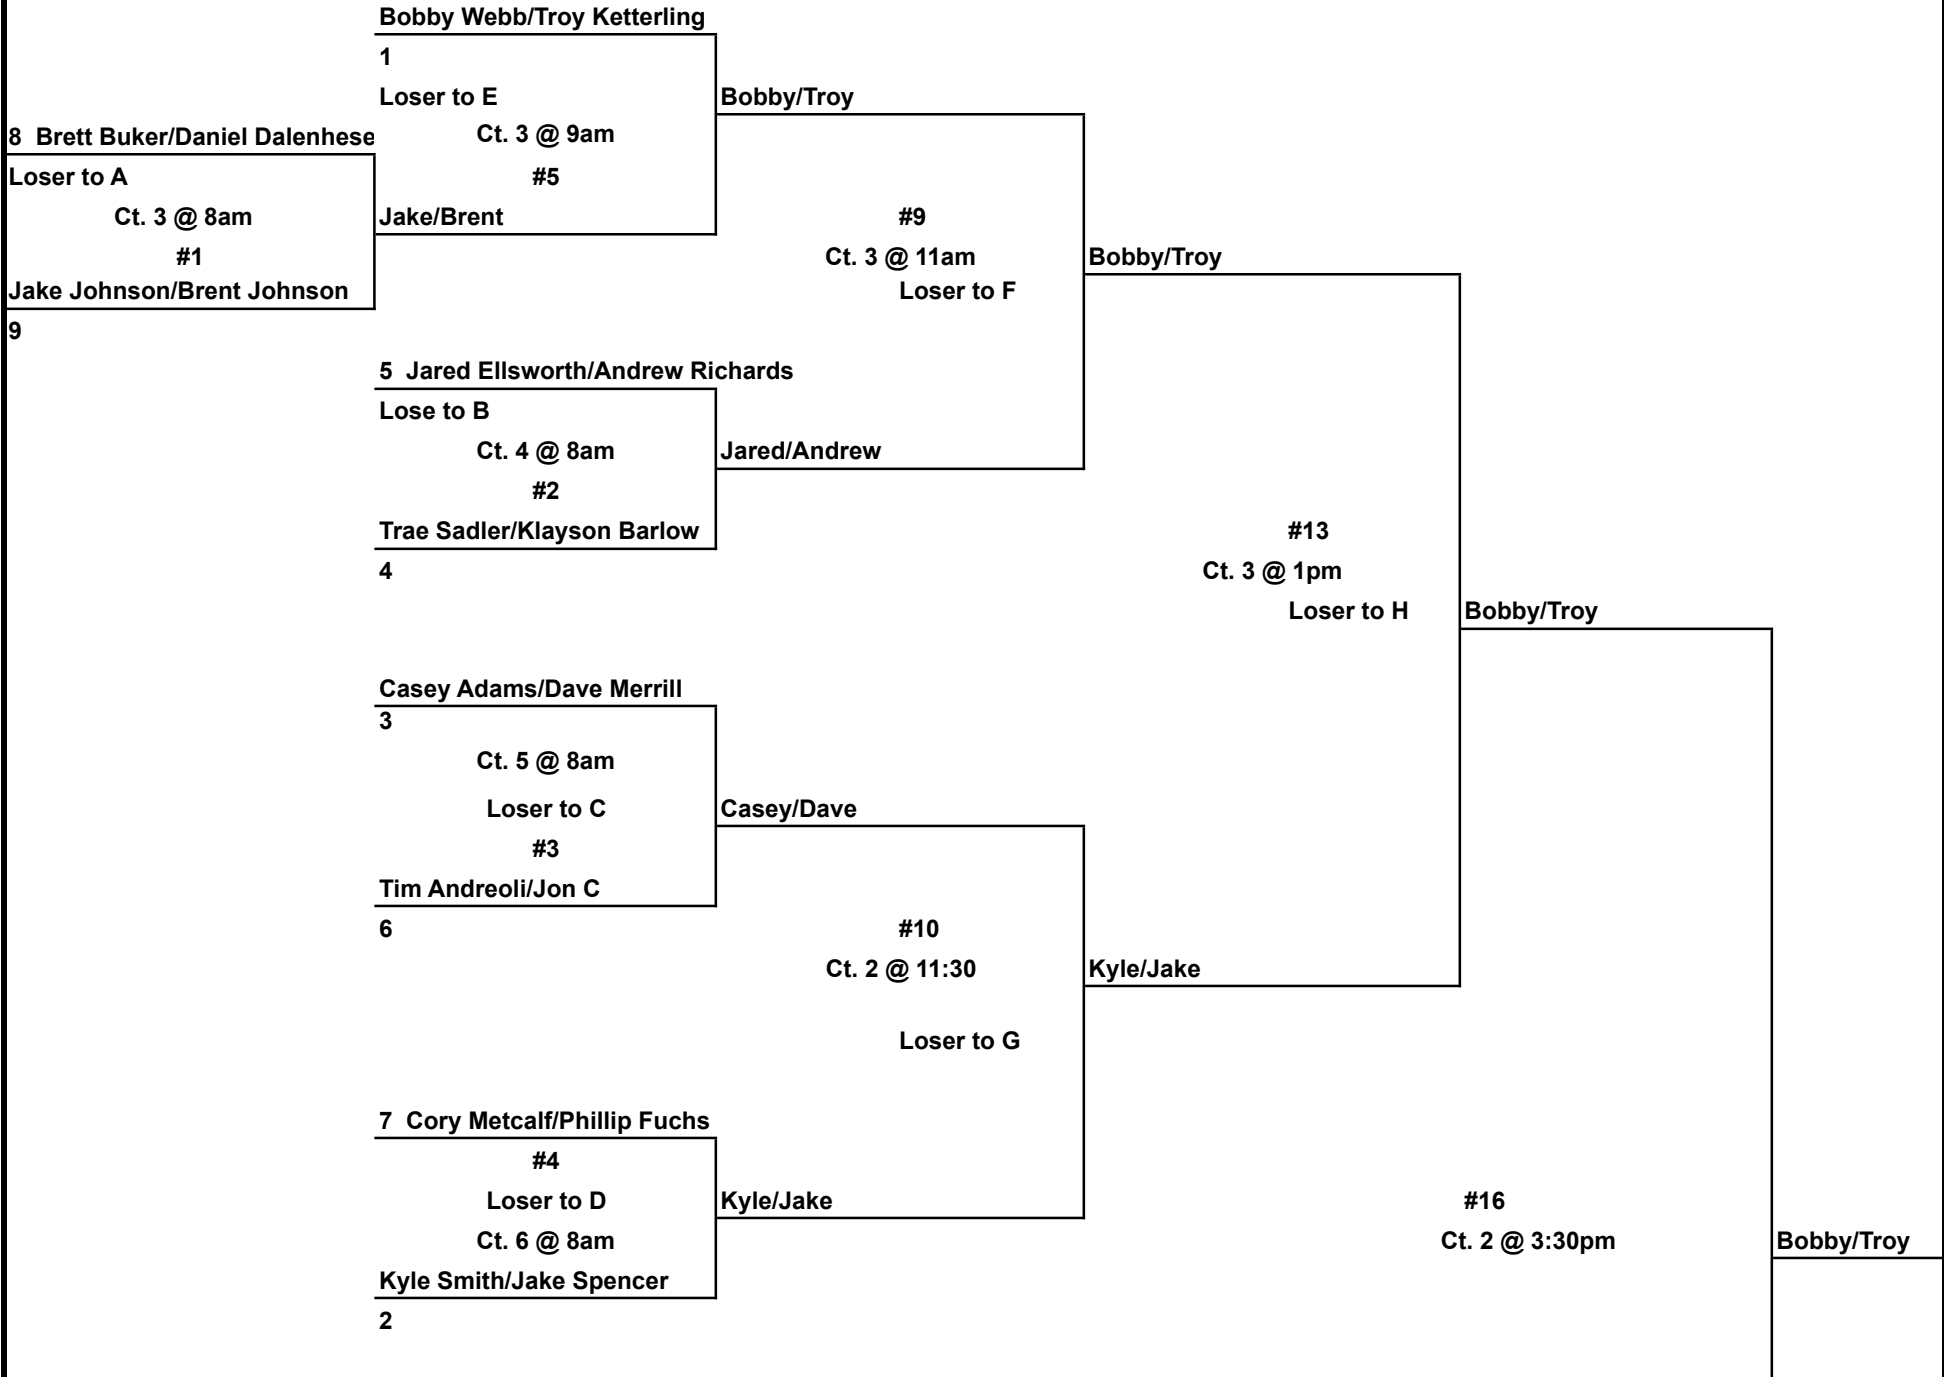 Bobby Webb/Troy Ketterling
1
Loser to E
Bobby/Troy
8 Brett Buker/Daniel Dalenhese
Ct. 3 @ 9am
Loser to A
#5
Ct. 3 @ 8am
Jake/Brent
#9
#1
Ct. 3 @ 11am
Bobby/Troy
Jake Johnson/Brent Johnson
Loser to F
9
5 Jared Ellsworth/Andrew Richards
Lose to B
Ct. 4 @ 8am
Jared/Andrew
#2
Trae Sadler/Klayson Barlow
#13
4
Ct. 3 @ 1pm
Loser to H
Bobby/Troy
Casey Adams/Dave Merrill
3
Ct. 5 @ 8am
Loser to C
Casey/Dave
#3
Tim Andreoli/Jon C
6
#10
Ct. 2 @ 11:30
Kyle/Jake
Loser to G
7 Cory Metcalf/Phillip Fuchs
#4
Loser to D
Kyle/Jake
#16
Ct. 6 @ 8am
Ct. 2 @ 3:30pm
Bobby/Troy
Kyle Smith/Jake Spencer
2